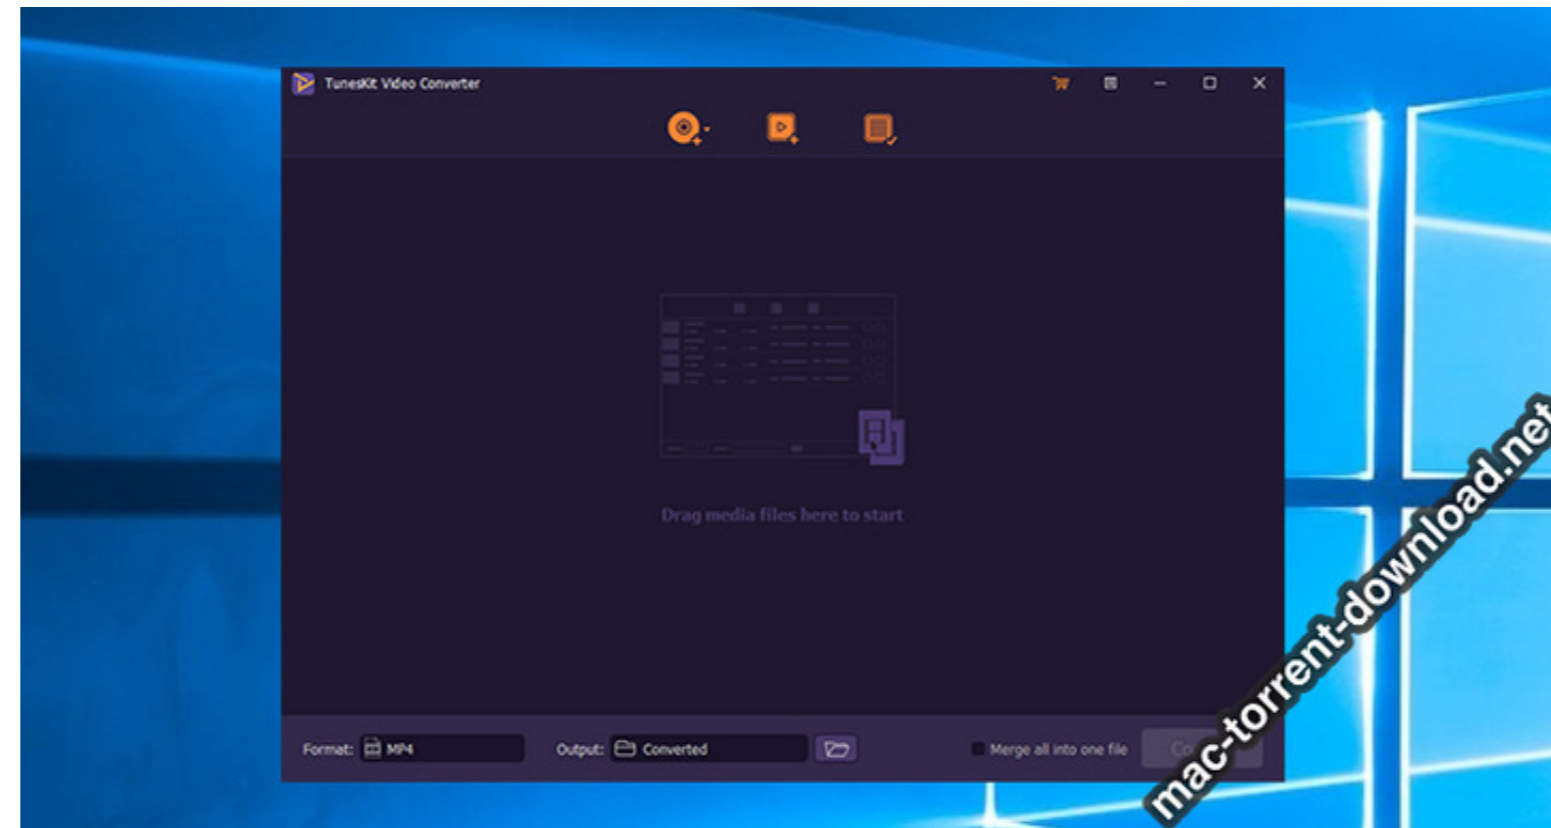 TunesKit Video Converter
Drag media files here to start
Format: MP4
Output: Converted
Merge all into one file
mac-torrent-download.net